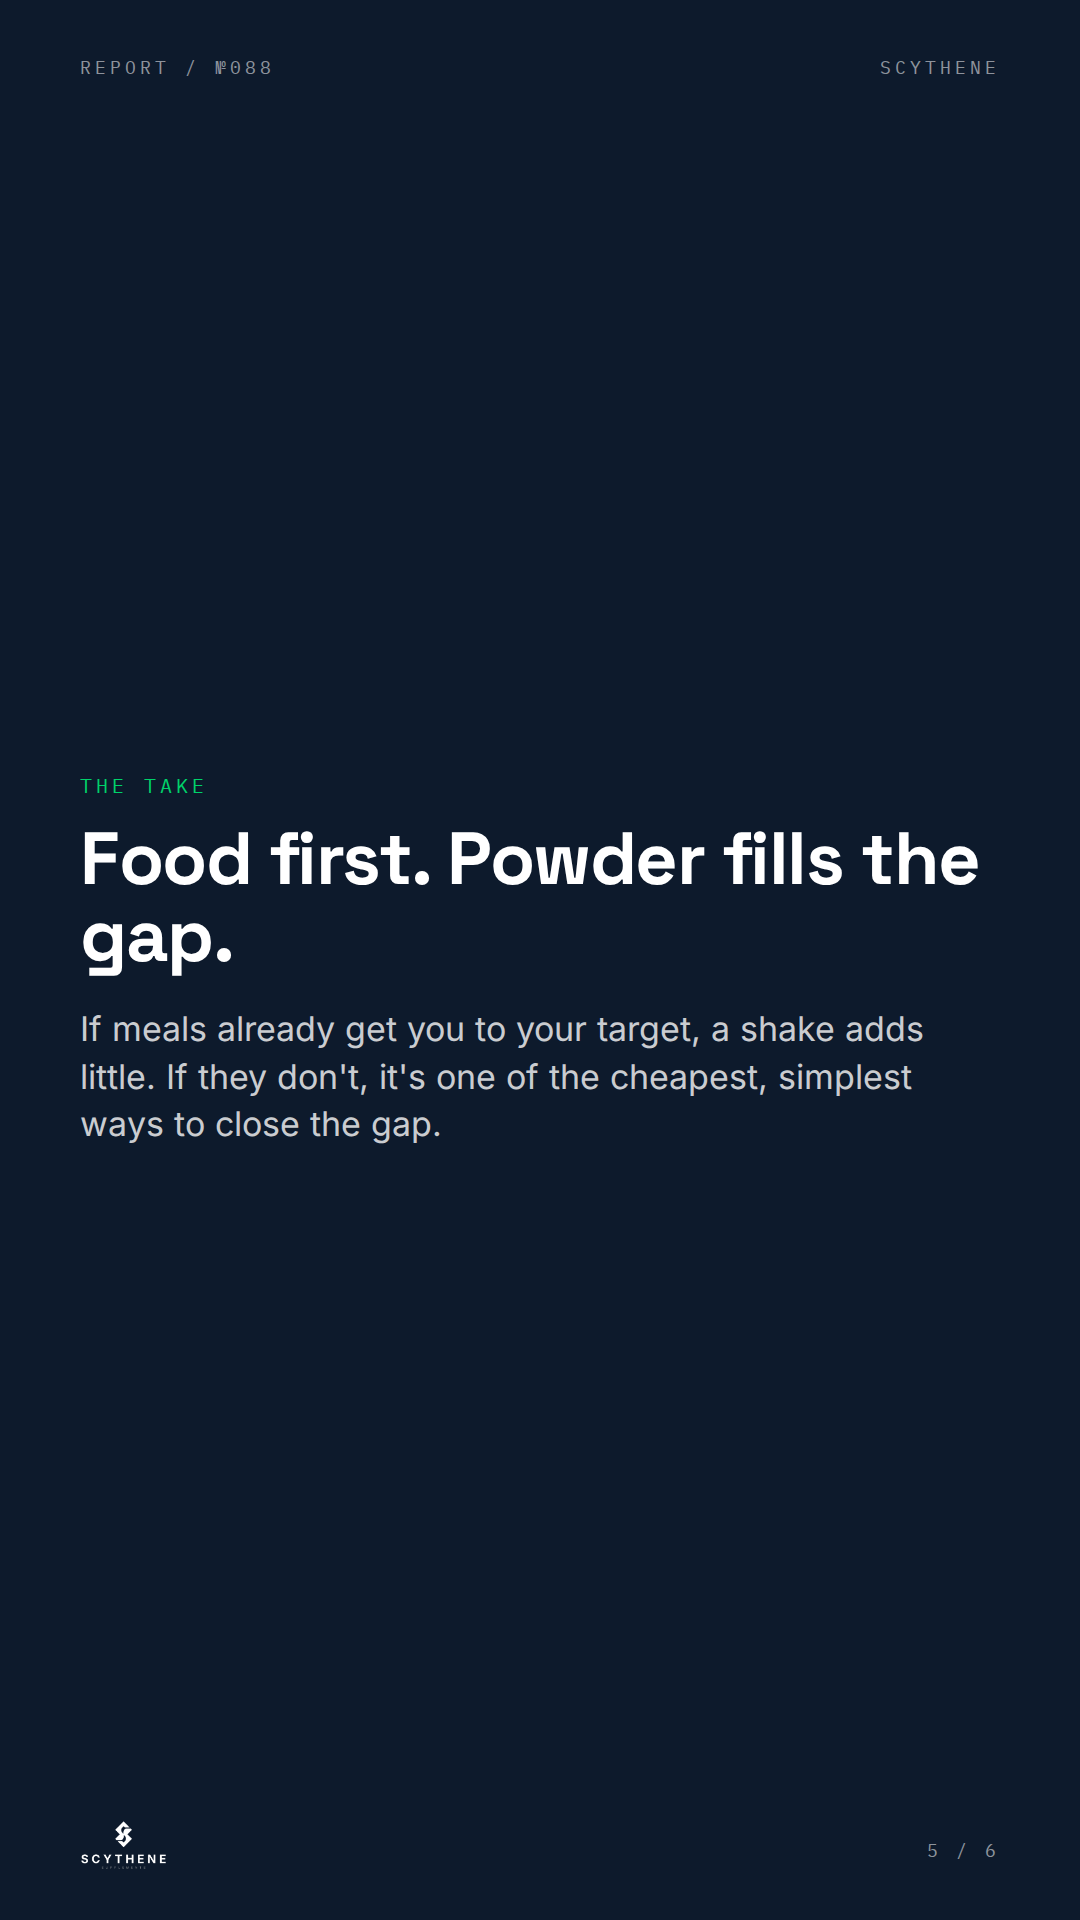 REPORT / №088
SCYTHENE
THE TAKE
Food first. Powder fills the
gap.
If meals already get you to your target, a shake adds
little. If they don't, it's one of the cheapest, simplest
ways to close the gap.
SCYTHENE
5 / 6